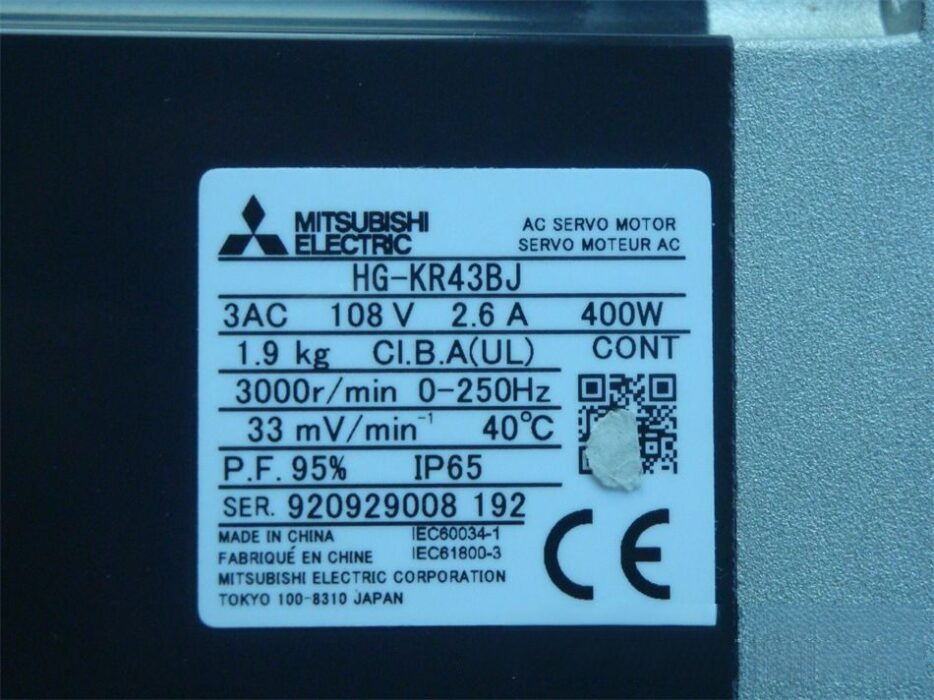 MITSUBISHI
ELECTRIC
AC SERVO MOTOR
SERVO MOTEUR AC
HG-KR43BJ
3AC 108 V 2.6 A 400W
1.9 kg CI.B.A(UL) CONT
3000r/min 0-250Hz
33 mV/min⁻¹ 40℃
P.F. 95% IP65
SER. 920929008 192
MADE IN CHINA IEC60034-1
FABRIQUÉ EN CHINE IEC61800-3
MITSUBISHI ELECTRIC CORPORATION
TOKYO 100-8310 JAPAN
CE